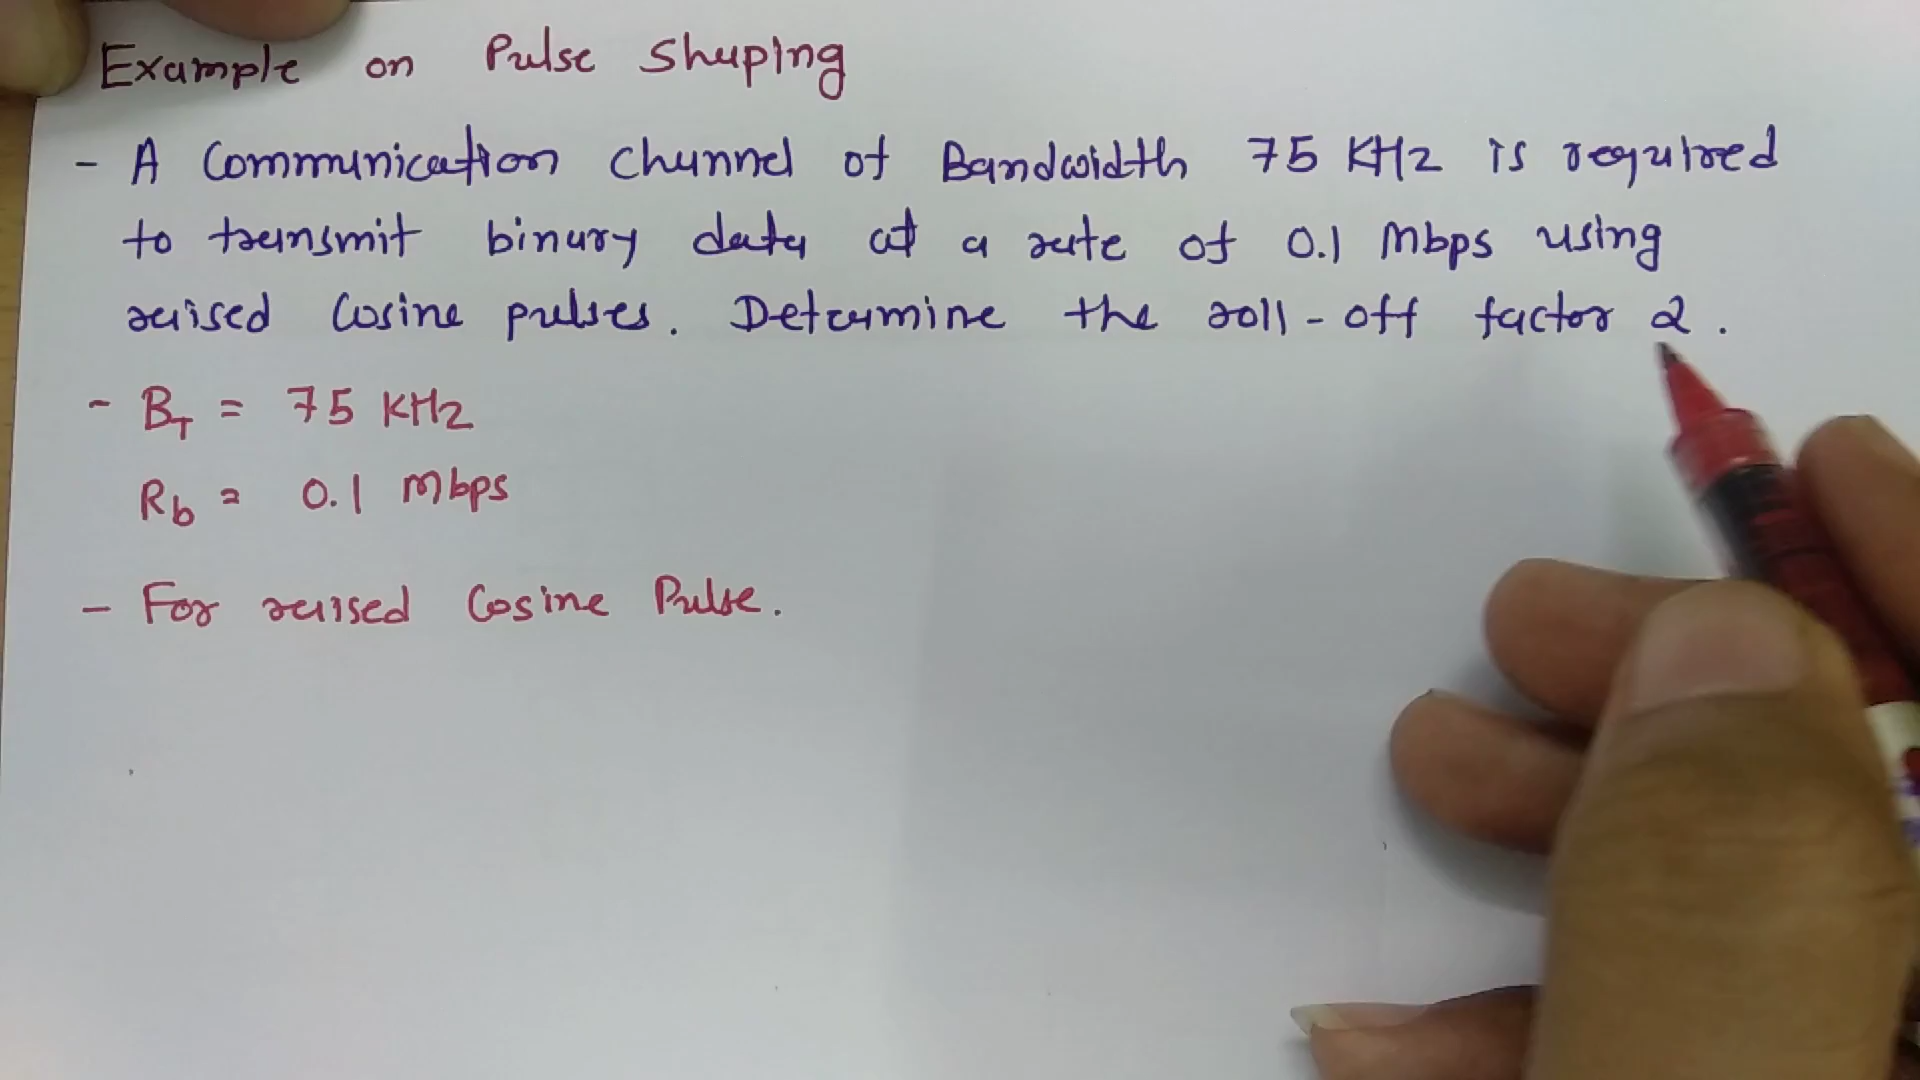 Example on Pulse Shaping
- A Communication Channel of Bandwidth 75 KHz is required
to transmit binary data at a rate of 0.1 Mbps using
raised Cosine pulses. Determine the roll-off factor α.
- B_T = 75 KHz
R_b = 0.1 Mbps
- For raised Cosine Pulse.